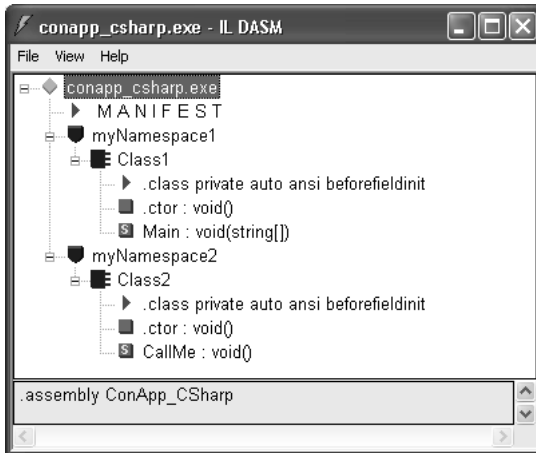 conapp_csharp.exe - IL DASM
File View Help
conapp_csharp.exe
M A N I F E S T
myNamespace1
Class1
.class private auto ansi beforefieldinit
.ctor : void()
S Main : void(string[])
myNamespace2
Class2
.class private auto ansi beforefieldinit
.ctor : void()
S CallMe : void()
.assembly ConApp_CSharp